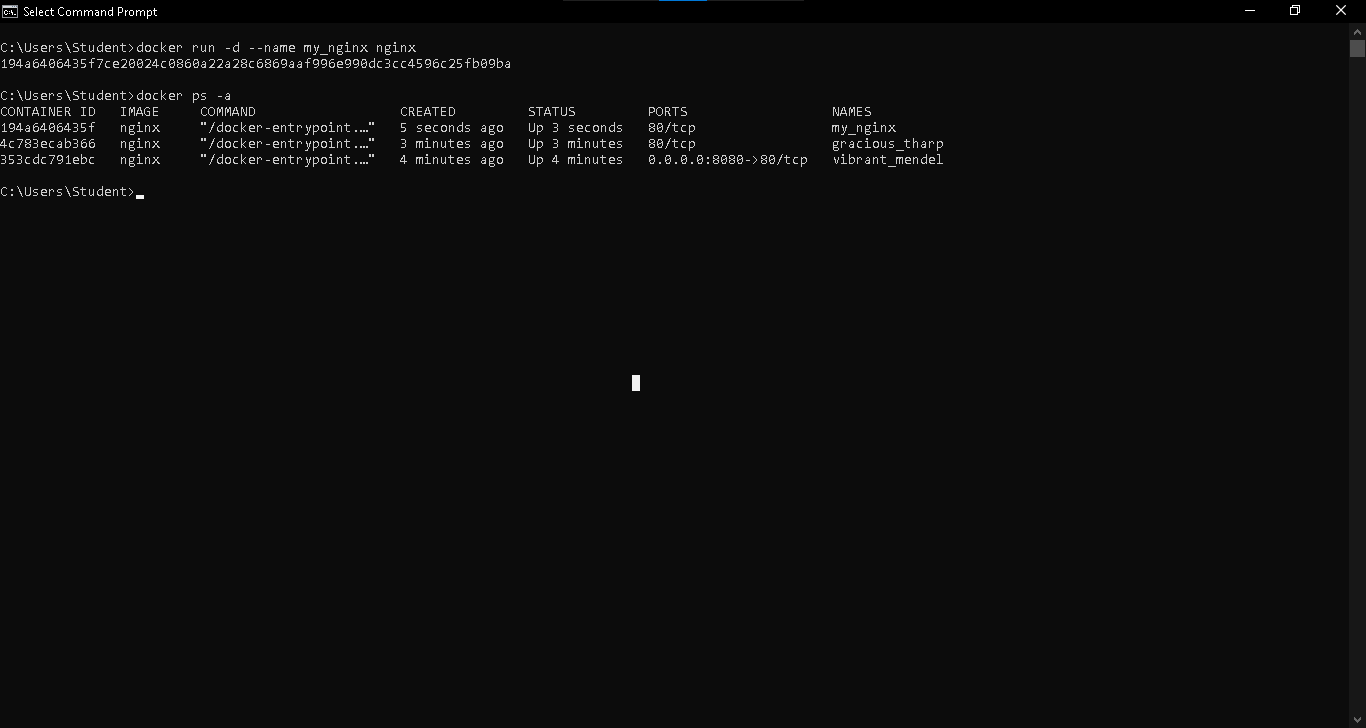 Select Command Prompt
C:\Users\Student>docker run -d --name my_nginx nginx
194a6406435f7ce20024c0860a22a28c6869aaf996e990dc3cc4596c25fb09ba
C:\Users\Student>docker ps -a
CONTAINER ID   IMAGE     COMMAND                  CREATED         STATUS         PORTS                  NAMES
194a6406435f   nginx     "/docker-entrypoint.…"   5 seconds ago   Up 3 seconds   80/tcp                 my_nginx
4c783ecab366   nginx     "/docker-entrypoint.…"   3 minutes ago   Up 3 minutes   80/tcp                 gracious_tharp
353cdc791ebc   nginx     "/docker-entrypoint.…"   4 minutes ago   Up 4 minutes   0.0.0.0:8080->80/tcp   vibrant_mendel
C:\Users\Student>